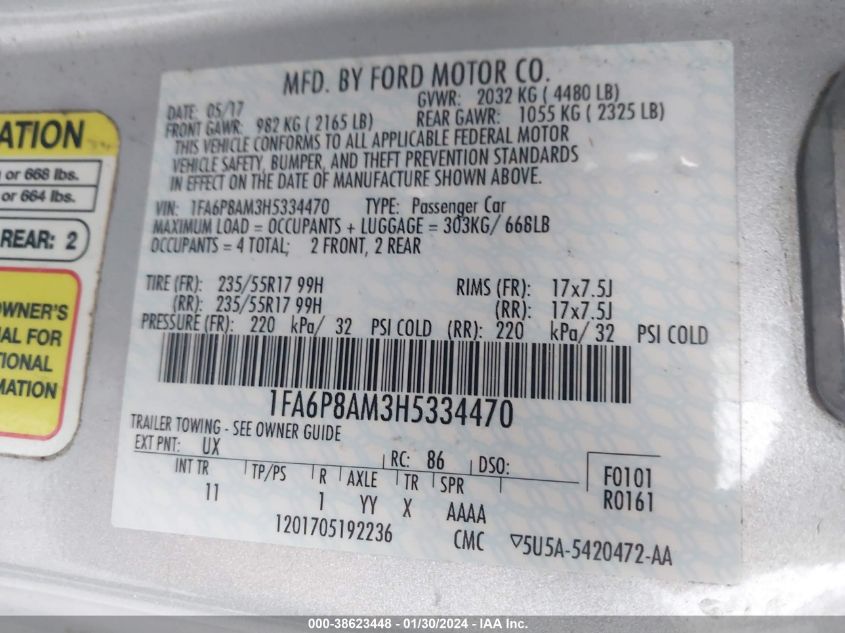 ATION
or 668 lbs.
or 664 lbs.
REAR: 2
OWNER'S
AL FOR
TIONAL
MATION
MFD. BY FORD MOTOR CO.
DATE: 05/17 GVWR: 2032 KG ( 4480 LB)
FRONT GAWR: 982 KG ( 2165 LB) REAR GAWR: 1055 KG ( 2325 LB)
THIS VEHICLE CONFORMS TO ALL APPLICABLE FEDERAL MOTOR
VEHICLE SAFETY, BUMPER, AND THEFT PREVENTION STANDARDS
IN EFFECT ON THE DATE OF MANUFACTURE SHOWN ABOVE.
VIN: 1FA6P8AM3H5334470 TYPE: Passenger Car
MAXIMUM LOAD = OCCUPANTS + LUGGAGE = 303KG/ 668LB
OCCUPANTS = 4 TOTAL; 2 FRONT, 2 REAR
TIRE (FR): 235/55R17 99H RIMS (FR): 17x7.5J
(RR): 235/55R17 99H (RR): 17x7.5J
PRESSURE (FR): 220 kPa/ 32 PSI COLD (RR): 220 kPa/ 32 PSI COLD
1FA6P8AM3H5334470
TRAILER TOWING - SEE OWNER GUIDE
EXT PNT: UX RC: 86 DSO: F0101
INT TR TP/PS R AXLE TR SPR R0161
11 1 YY X AAAA
1201705192236 CMC ▽5U5A-5420472-AA
000-38623448 - 01/30/2024 - IAAI Inc.